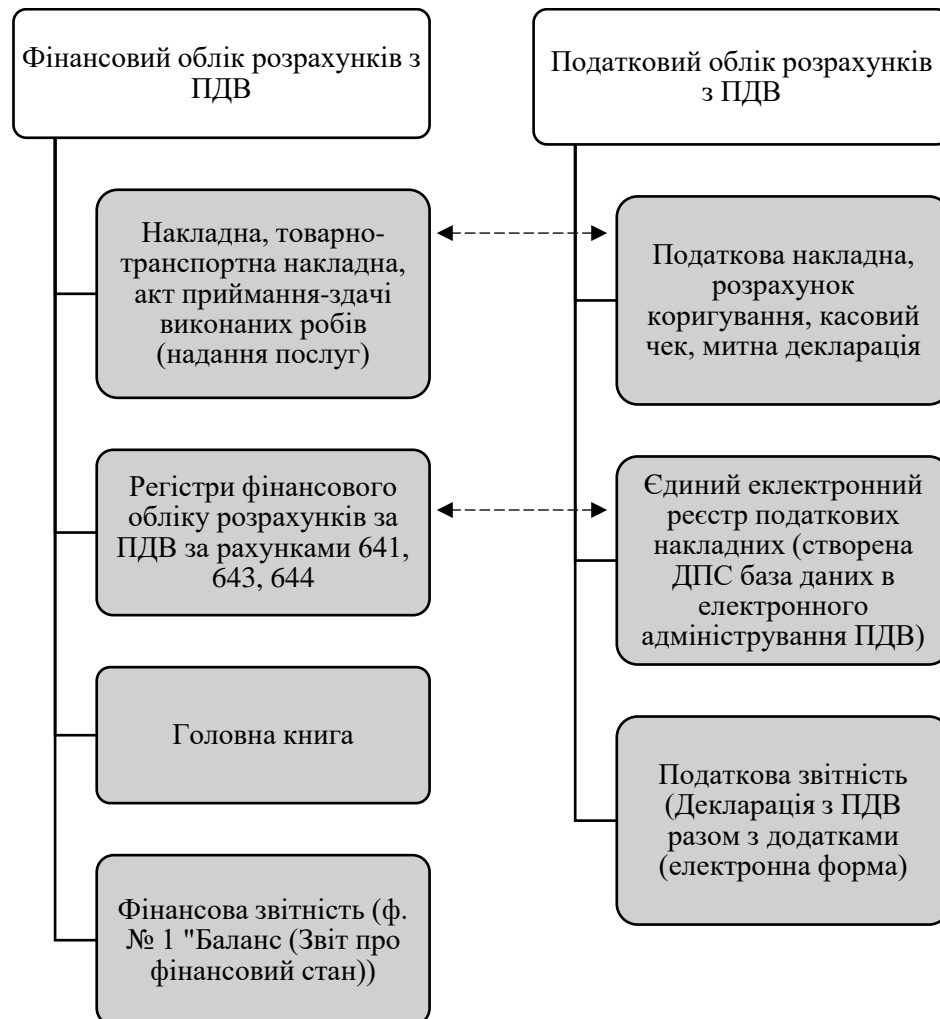 Фінансовий облік розрахунків з
ПДВ
Накладна, товарно-
транспортна накладна,
акт приймання-здачі
виконаних робів
(надання послуг)
Регістри фінансового
обліку розрахунків за
ПДВ за рахунками 641,
643, 644
Головна книга
Фінансова звітність (ф.
№ 1 "Баланс (Звіт про
фінансовий стан))
Податковий облік розрахунків
з ПДВ
Податкова накладна,
розрахунок
коригування, касовий
чек, митна декларація
Єдиний еклектронний
реєстр податкових
накладних (створена
ДПС база даних в
електронного
адміністрування ПДВ)
Податкова звітність
(Декларація з ПДВ
разом з додатками
(електронна форма)